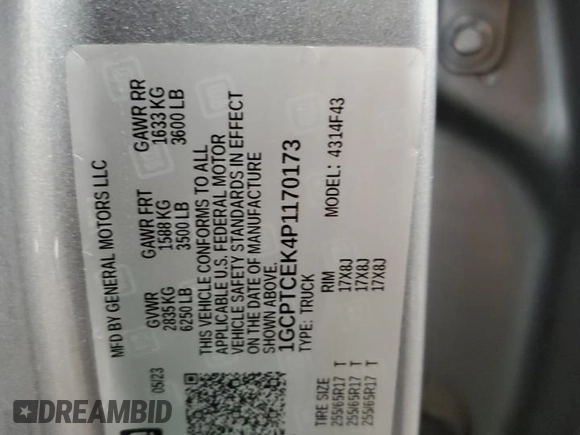 MFD BY GENERAL MOTORS LLC
05/23
GVWR
2835 KG
6250 LB
GAWR FRT
1588 KG
3500 LB
GAWR RR
1633 KG
3600 LB
THIS VEHICLE CONFORMS TO ALL
APPLICABLE U.S. FEDERAL MOTOR
VEHICLE SAFETY STANDARDS IN EFFECT
ON THE DATE OF MANUFACTURE
SHOWN ABOVE.
1GCPTCEK4P1170173
TYPE: TRUCK
MODEL: 4314F43
TIRE SIZE RIM
255/65R17 T 17X8J
255/65R17 T 17X8J
255/65R17 T 17X8J
DREAMBID